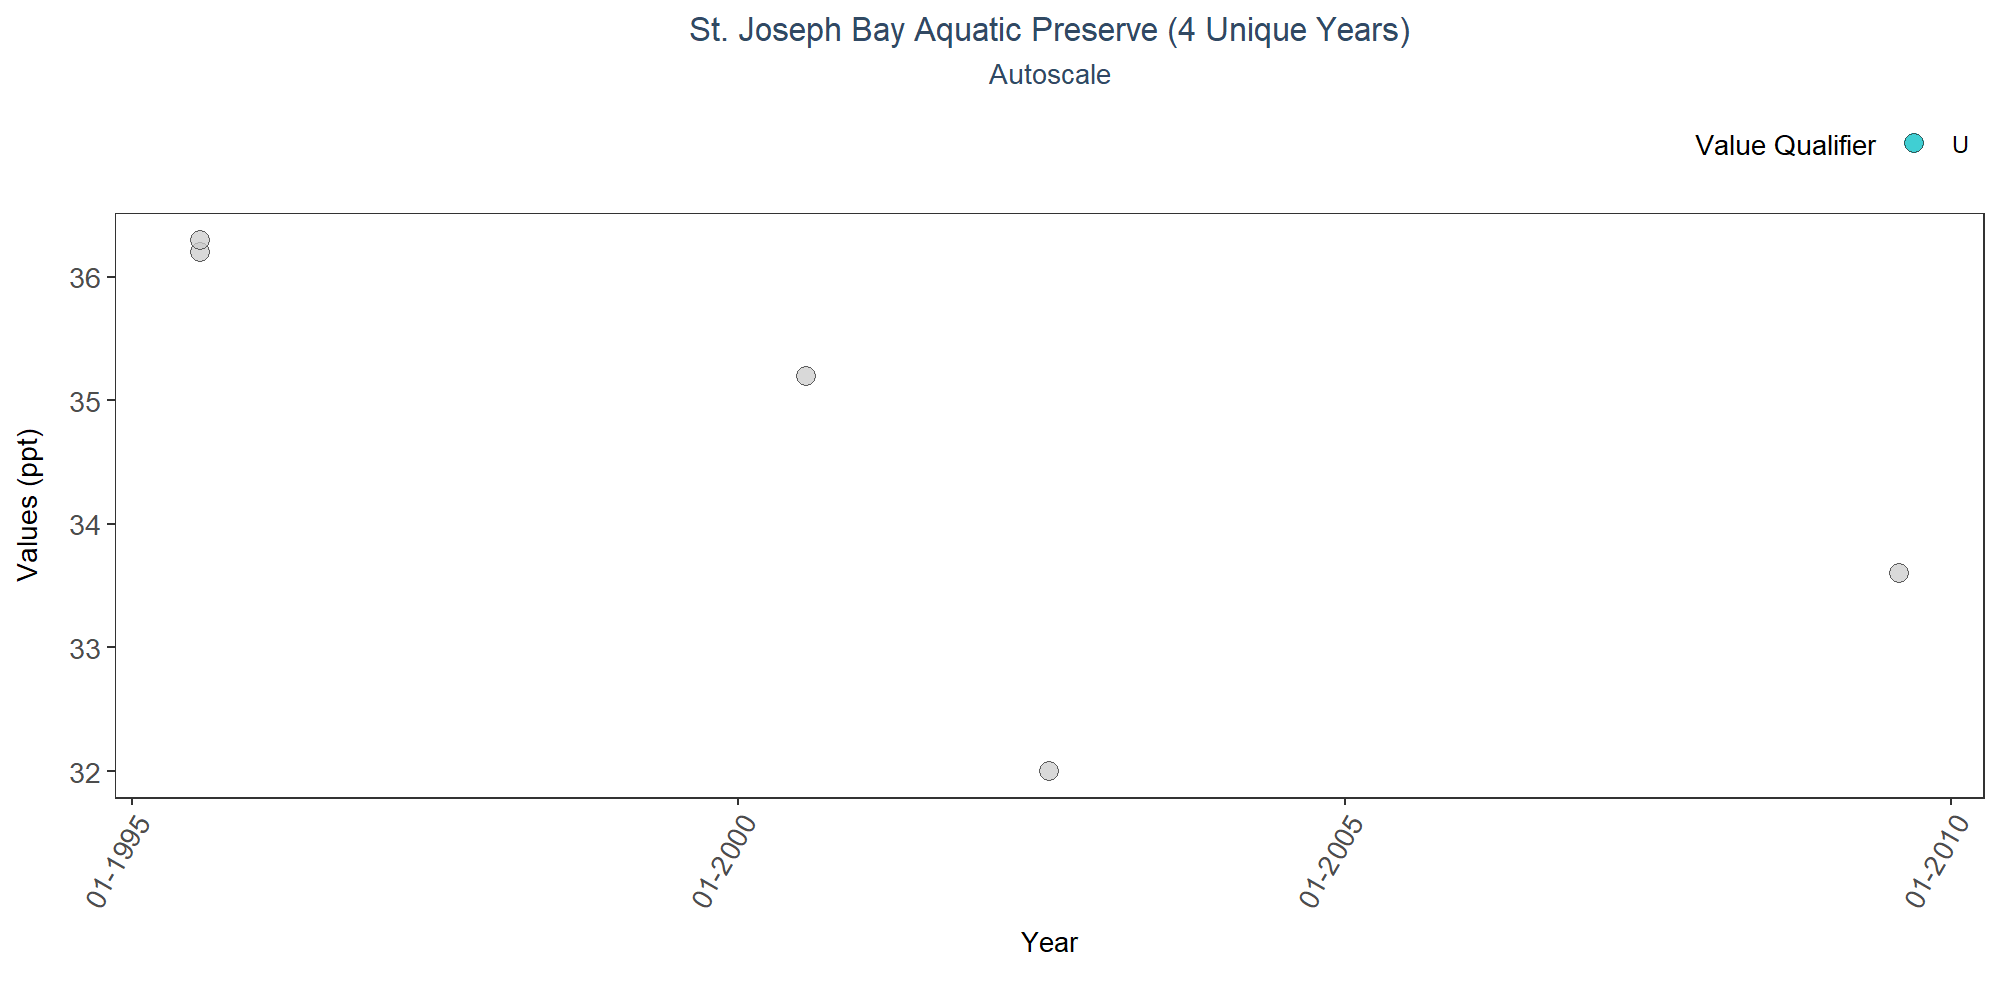 St. Joseph Bay Aquatic Preserve (4 Unique Years)
Autoscale
Value Qualifier U
36
35
34
33
32
Values (ppt)
01-1995 01-2000 01-2005 01-2010
Year